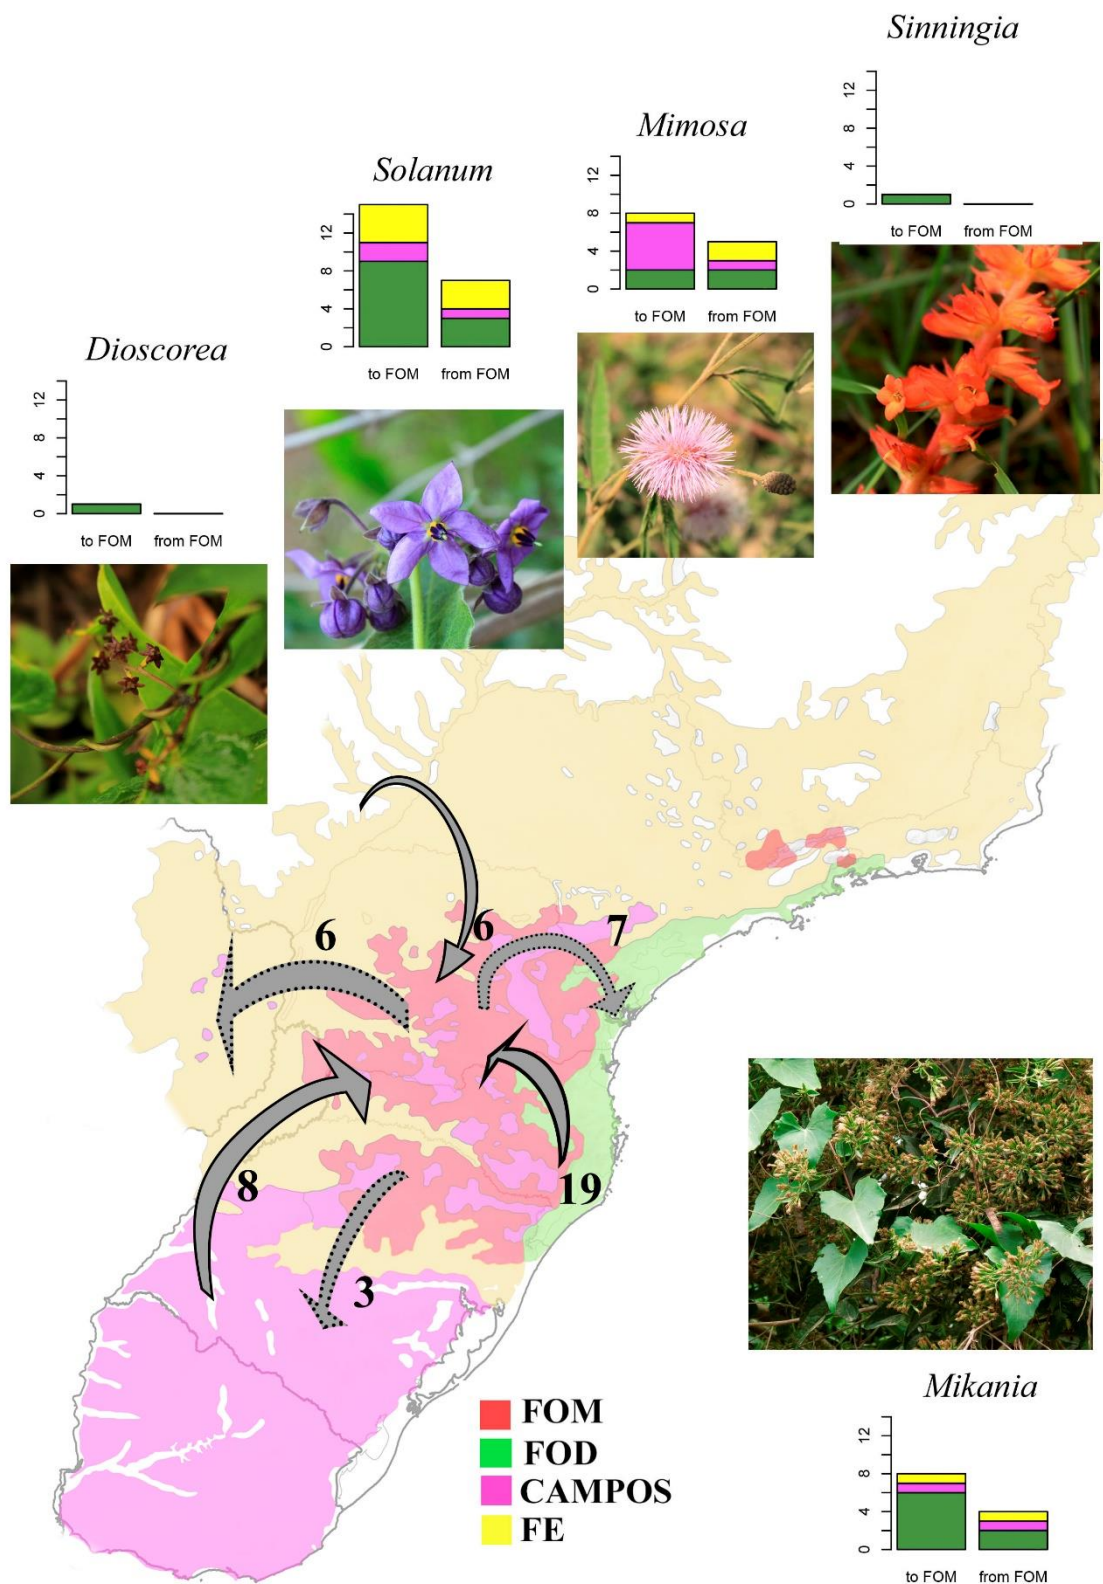 Sinningia
12
8
4
0
to FOM from FOM
Mimosa
12
8
4
0
to FOM from FOM
Solanum
12
8
4
0
to FOM from FOM
Dioscorea
12
8
4
0
to FOM from FOM
6
6
7
8
19
3
FOM
FOD
CAMPOS
FE
Mikania
12
8
4
0
to FOM from FOM